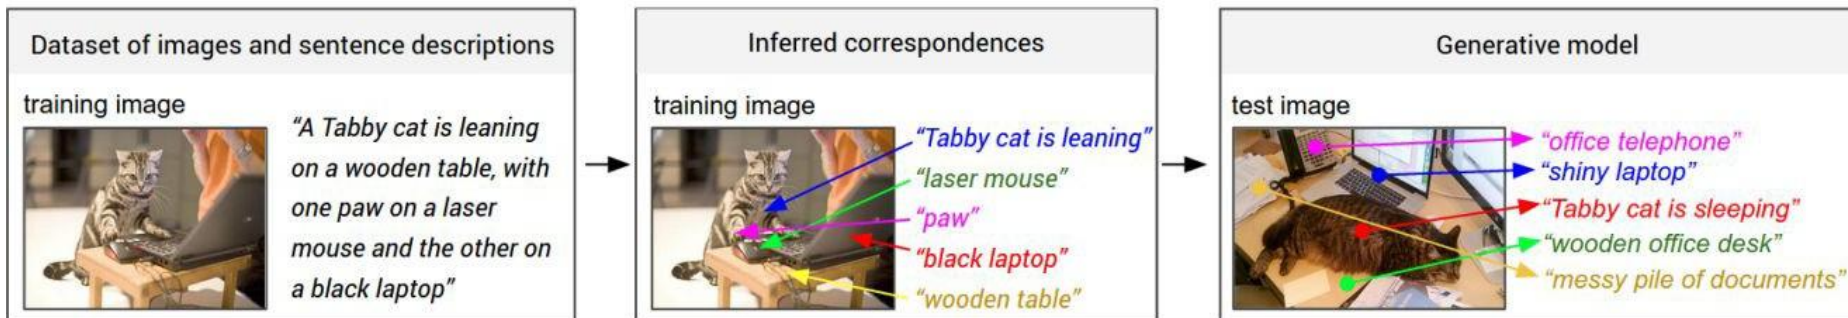 Dataset of images and sentence descriptions
training image
“A Tabby cat is leaning
on a wooden table, with
one paw on a laser
mouse and the other on
a black laptop”
Inferred correspondences
training image
“Tabby cat is leaning”
“laser mouse”
“paw”
“black laptop”
“wooden table”
Generative model
test image
“office telephone”
“shiny laptop”
“Tabby cat is sleeping”
“wooden office desk”
“messy pile of documents”